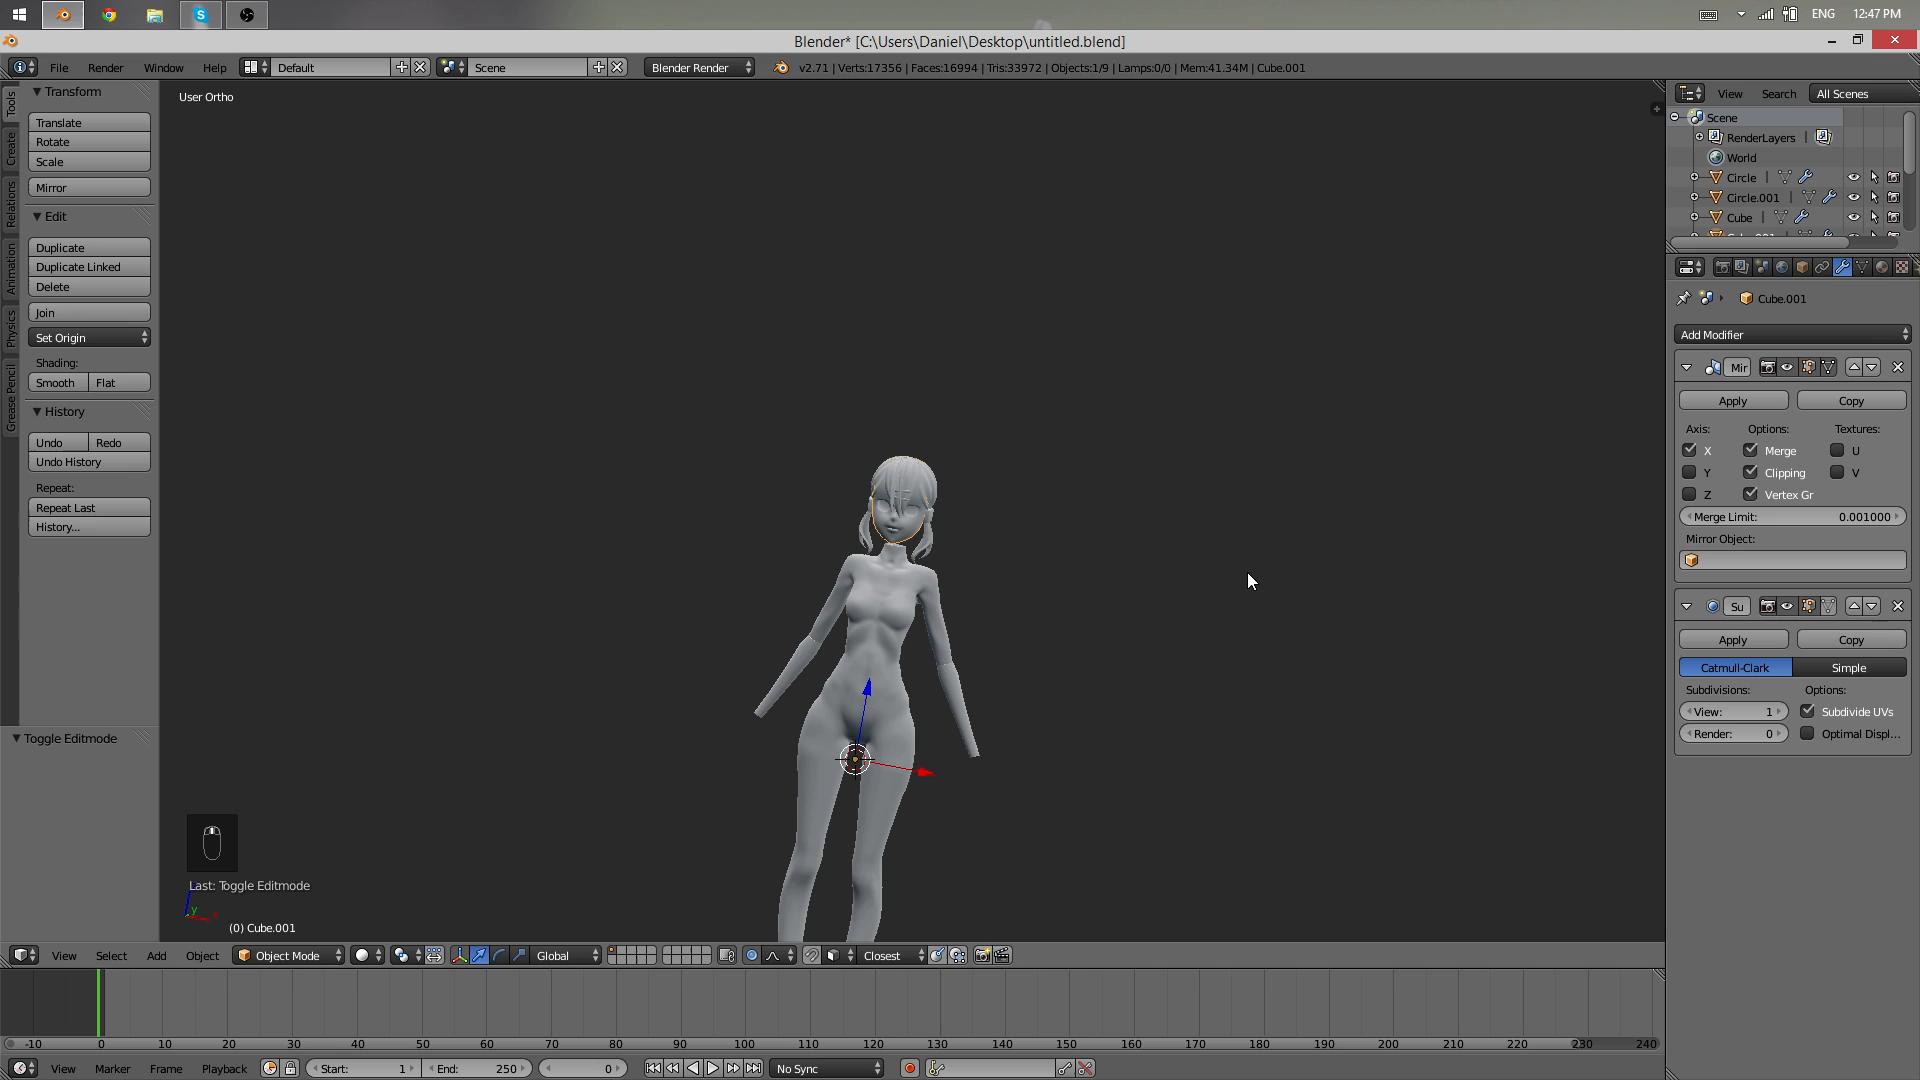 ENG 12:47 PM
Blender* [C:\Users\Daniel\Desktop\untitled.blend]
File Render Window Help Default Scene Blender Render v2.71 | Verts:17356 | Faces:16994 | Tris:33972 | Objects:1/9 | Lamps:0/0 | Mem:41.34M | Cube.001
Tools
Create
Relations
Animation
Physics
Grease Pencil
Transform
Translate
Rotate
Scale
Mirror
Edit
Duplicate
Duplicate Linked
Delete
Join
Set Origin
Shading:
Smooth Flat
History
Undo Redo
Undo History
Repeat:
Repeat Last
History...
Toggle Editmode
User Ortho
Last: Toggle Editmode
(0) Cube.001
View Search All Scenes
Scene
RenderLayers |
World
Circle |
Circle.001 |
Cube |
Cube.001
Add Modifier
Mir
Apply Copy
Axis: Options: Textures:
X Merge U
Y Clipping V
Z Vertex Gr
Merge Limit: 0.001000
Mirror Object:
Su
Apply Copy
Catmull-Clark Simple
Subdivisions: Options:
View: 1 Subdivide UVs
Render: 0 Optimal Displ...
View Select Add Object Object Mode Global Closest
-10 0 10 20 30 40 50 60 70 80 90 100 110 120 130 140 150 160 170 180 190 200 210 220 230 240
View Marker Frame Playback Start: 1 End: 250 0 No Sync